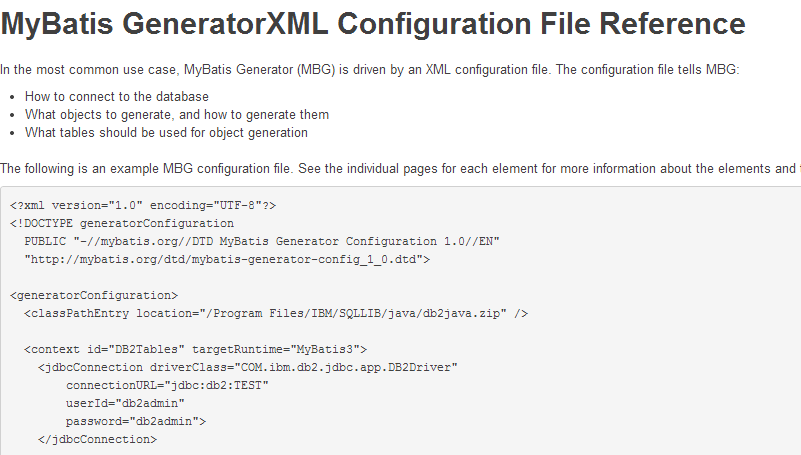 MyBatis GeneratorXML Configuration File Reference
In the most common use case, MyBatis Generator (MBG) is driven by an XML configuration file. The configuration file tells MBG:
• How to connect to the database
• What objects to generate, and how to generate them
• What tables should be used for object generation
The following is an example MBG configuration file. See the individual pages for each element for more information about the elements and
<?xml version="1.0" encoding="UTF-8"?>
<!DOCTYPE generatorConfiguration
  PUBLIC "-//mybatis.org//DTD MyBatis Generator Configuration 1.0//EN"
  "http://mybatis.org/dtd/mybatis-generator-config_1_0.dtd">
<generatorConfiguration>
  <classPathEntry location="/Program Files/IBM/SQLLIB/java/db2java.zip" />
  <context id="DB2Tables" targetRuntime="MyBatis3">
    <jdbcConnection driverClass="COM.ibm.db2.jdbc.app.DB2Driver"
        connectionURL="jdbc:db2:TEST"
        userId="db2admin"
        password="db2admin">
    </jdbcConnection>